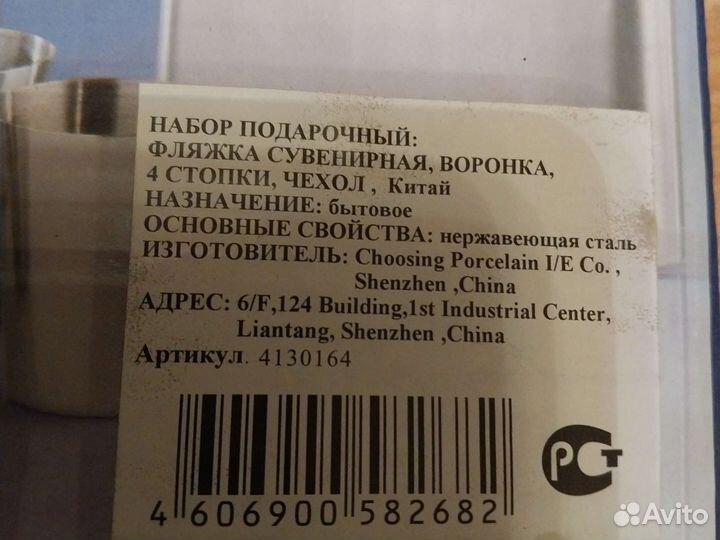 НАБОР ПОДАРОЧНЫЙ:
ФЛЯЖКА СУВЕНИРНАЯ, ВОРОНКА,
4 СТОПКИ, ЧЕХОЛ , Китай
НАЗНАЧЕНИЕ: бытовое
ОСНОВНЫЕ СВОЙСТВА: нержавеющая сталь
ИЗГОТОВИТЕЛЬ: Choosing Porcelain I/E Co. ,
Shenzhen ,China
АДРЕС: 6/F,124 Building,1st Industrial Center,
Liantang, Shenzhen ,China
Артикул. 4130164
РСТ
4 606900 582682
Avito